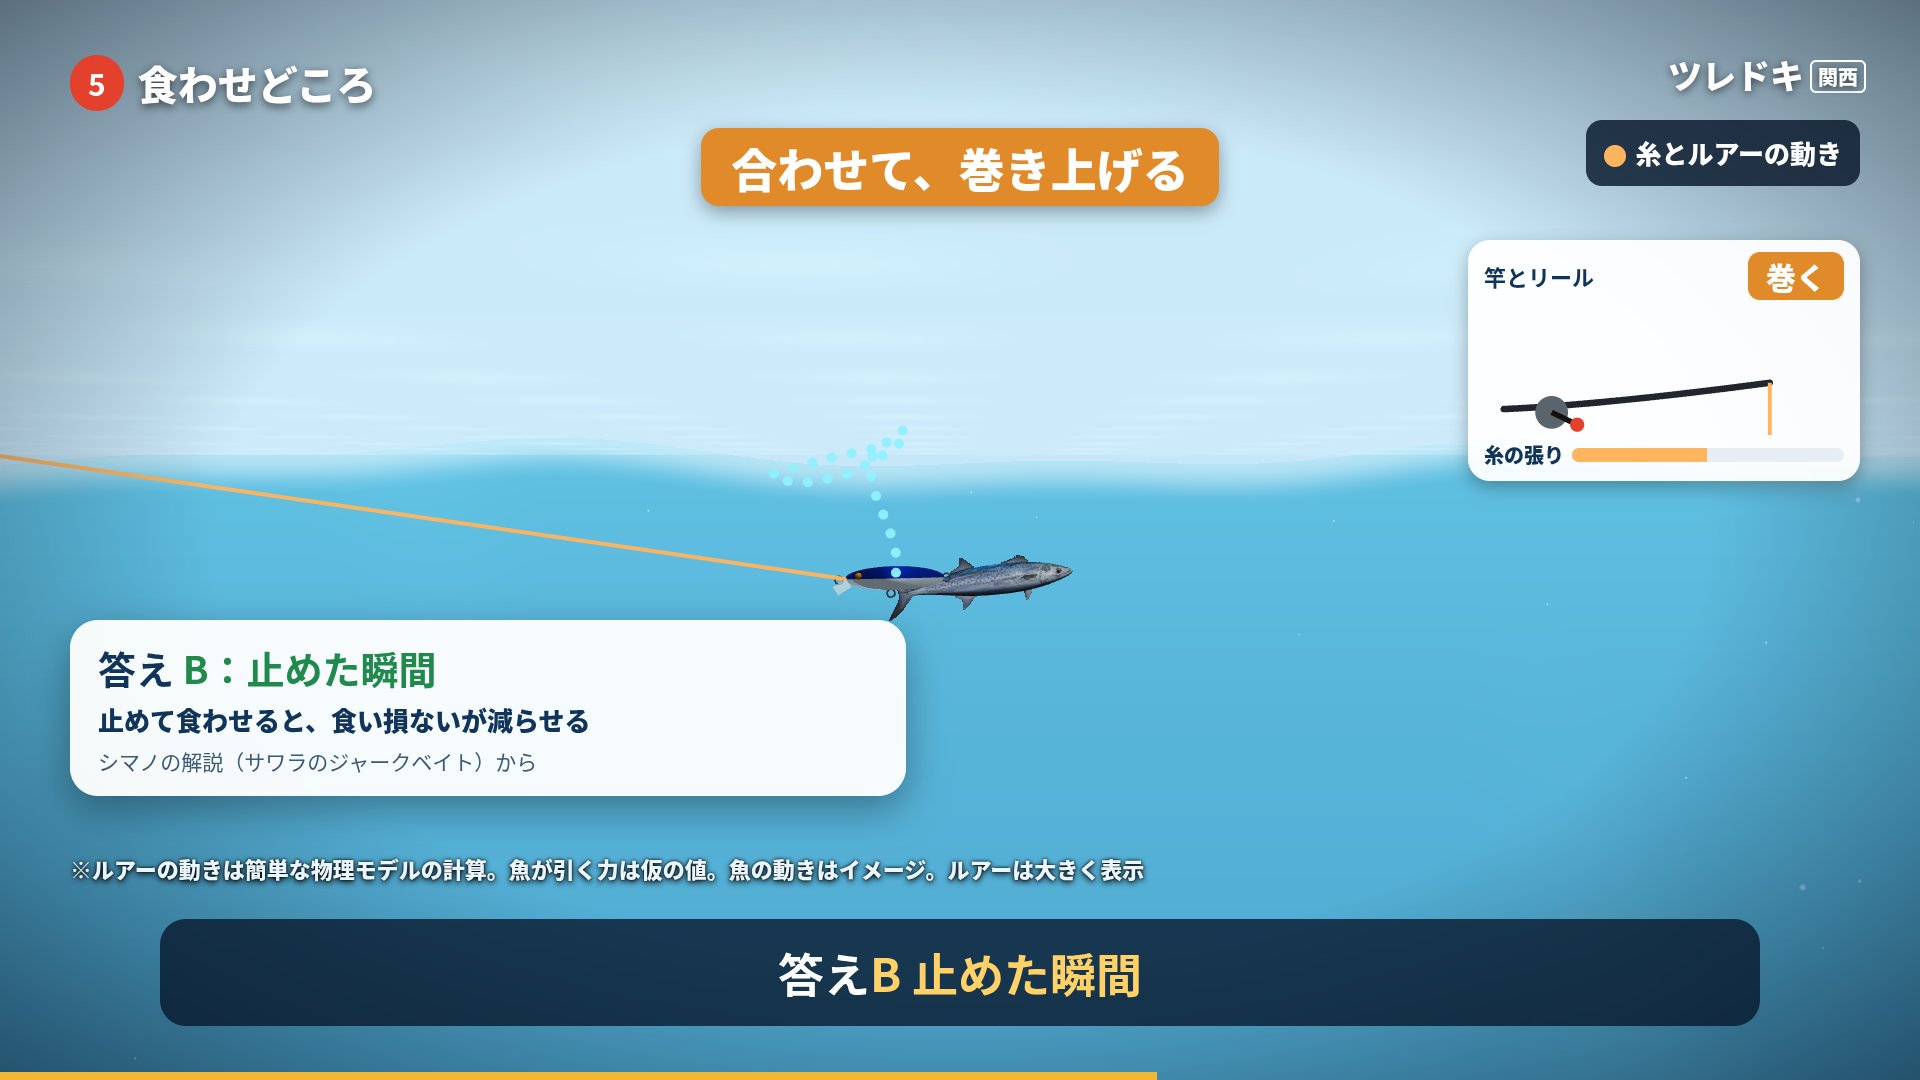 5 食わせどころ
ツレドキ 関西
合わせて、巻き上げる
糸とルアーの動き
竿とリール
巻く
糸の張り
答え B：止めた瞬間
止めて食わせると、食い損ないが減らせる
シマノの解説（サワラのジャークベイト）から
※ルアーの動きは簡単な物理モデルの計算。魚が引く力は仮の値。魚の動きはイメージ。ルアーは大きく表示
答えB 止めた瞬間